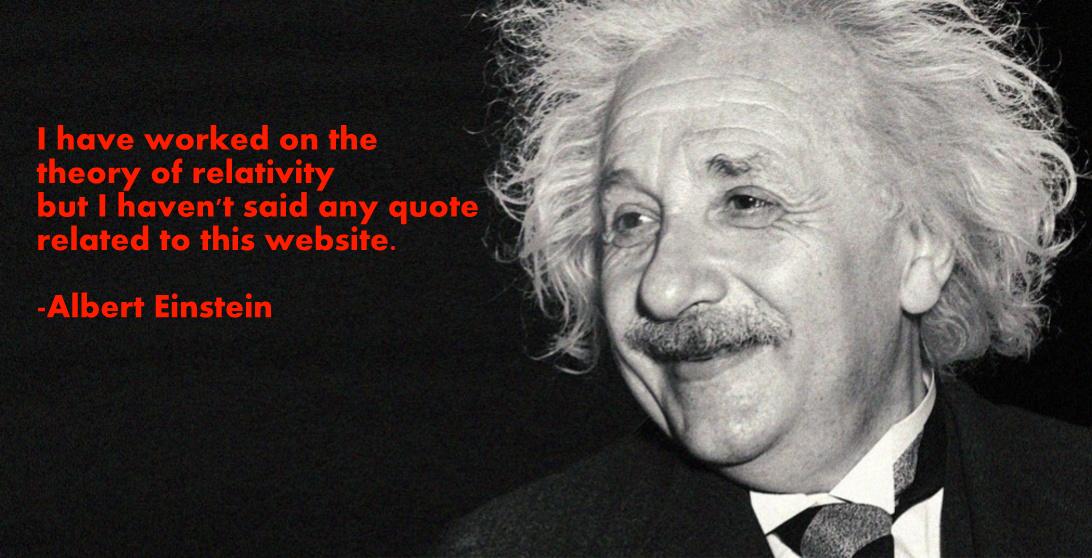 I have worked on the
theory of relativity
but I haven't said any quote
related to this website.
-Albert Einstein